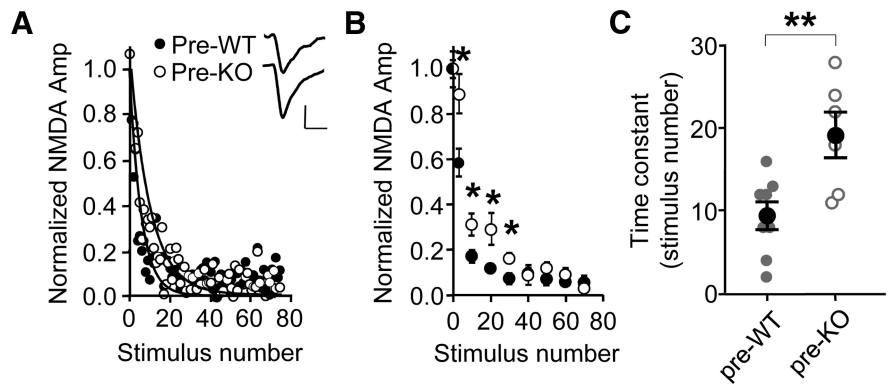 A
Normalized NMDA Amp
1.0
0.8
0.6
0.4
0.2
0.0
0 20 40 60 80
Stimulus number
Pre-WT
Pre-KO
B
Normalized NMDA Amp
1.0
0.8
0.6
0.4
0.2
0.0
0 20 40 60 80
Stimulus number
*
*
*
*
C
Time constant
(stimulus number)
30
20
10
0
**
pre-WT
pre-KO